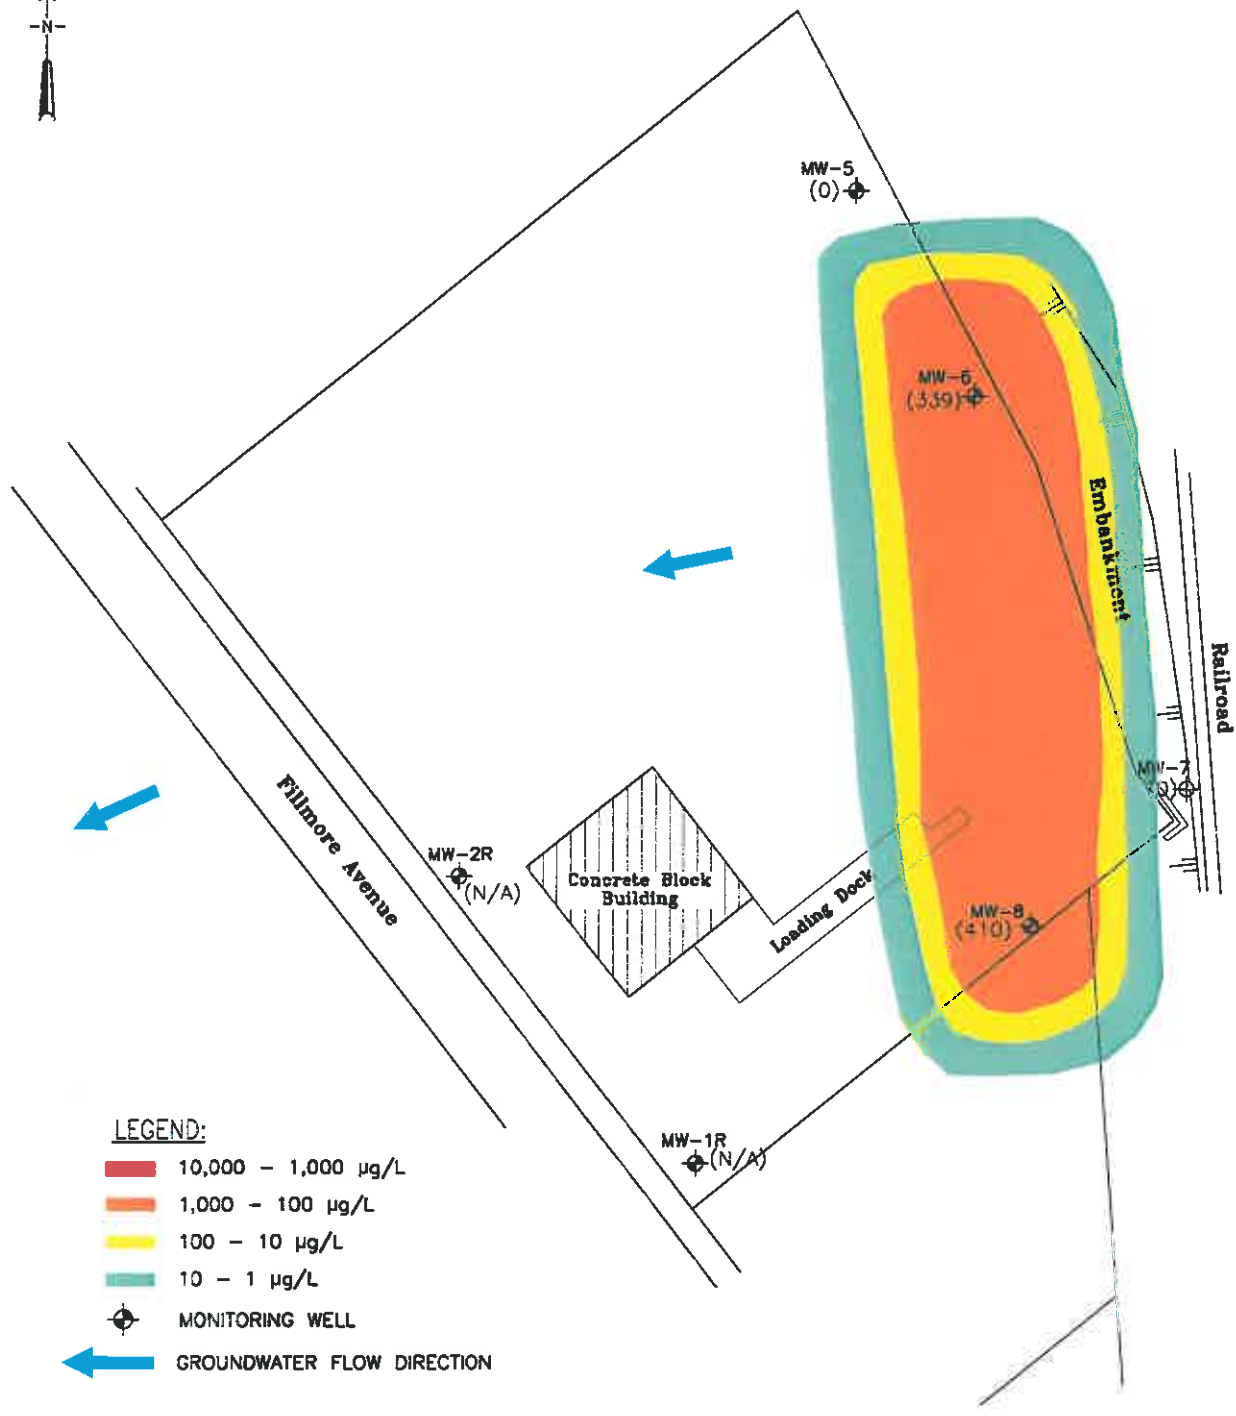 -N-
MW-5
(0)
MW-6
(339)
Embankment
Railroad
MW-7
Fillmore Avenue
MW-2R
(N/A)
Concrete Block
Building
Loading Dock
MW-8
(410)
MW-1R
(N/A)
LEGEND:
10,000 - 1,000 µg/L
1,000 - 100 µg/L
100 - 10 µg/L
10 - 1 µg/L
MONITORING WELL
GROUNDWATER FLOW DIRECTION